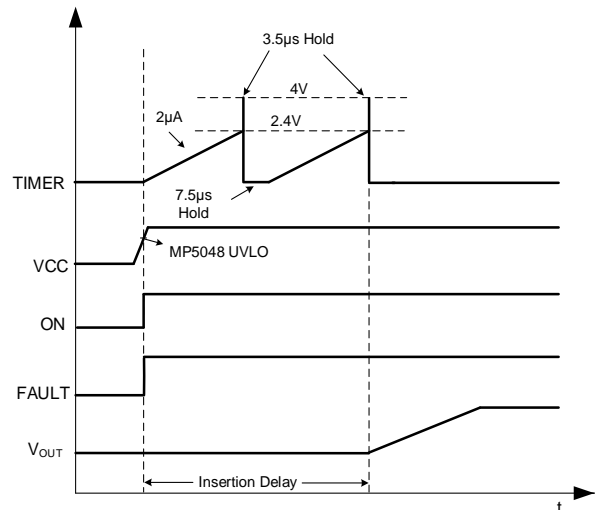 3.5µs Hold
4V
2µA
2.4V
TIMER
7.5µs
Hold
MP5048 UVLO
VCC
ON
FAULT
VOUT
Insertion Delay
t